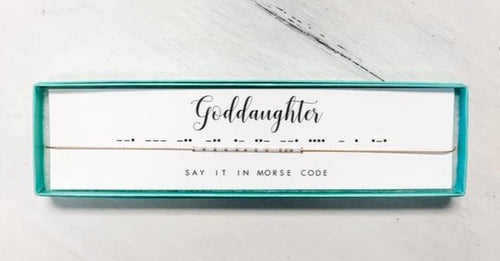 Goddaughter
––• ––– –•• –•• •– ••– ––• •••• – • •–•
SAY IT IN MORSE CODE